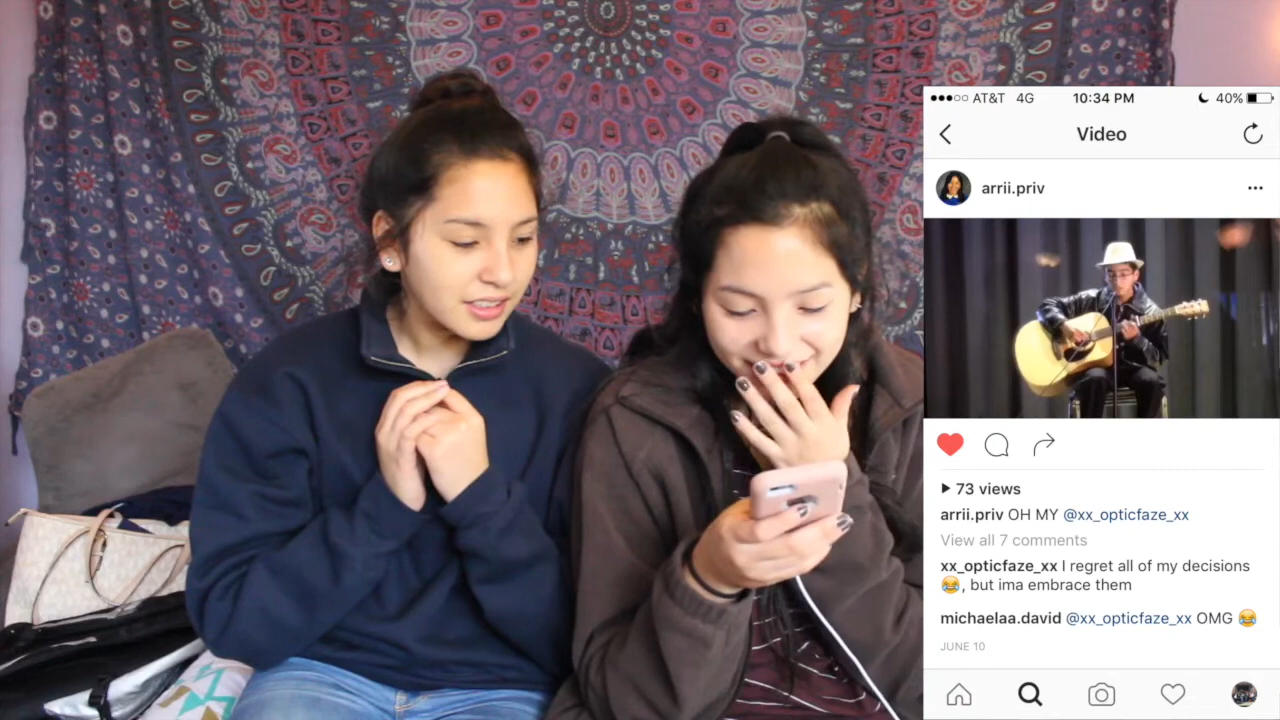 AT&T 4G 10:34 PM 40%
Video
arrii.priv
73 views
arrii.priv OH MY @xx_opticfaze_xx
View all 7 comments
xx_opticfaze_xx I regret all of my decisions
😂, but ima embrace them
michaelaa.david @xx_opticfaze_xx OMG 😂
JUNE 10